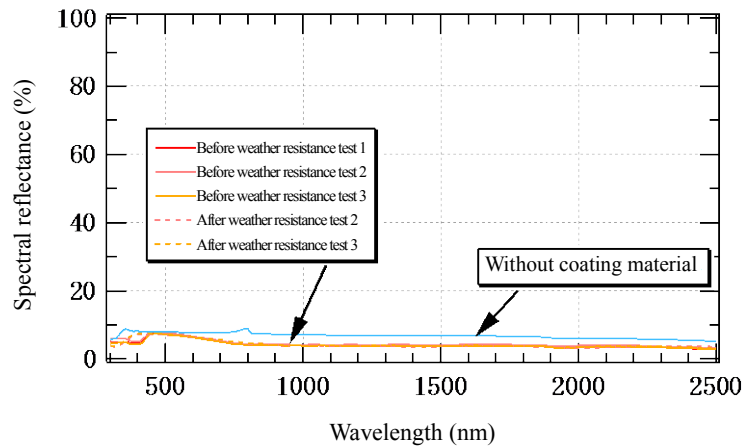 100
80
60
40
20
0
Spectral reflectance (%)
Before weather resistance test 1
Before weather resistance test 2
Before weather resistance test 3
After weather resistance test 2
After weather resistance test 3
Without coating material
500
1000
1500
2000
2500
Wavelength (nm)